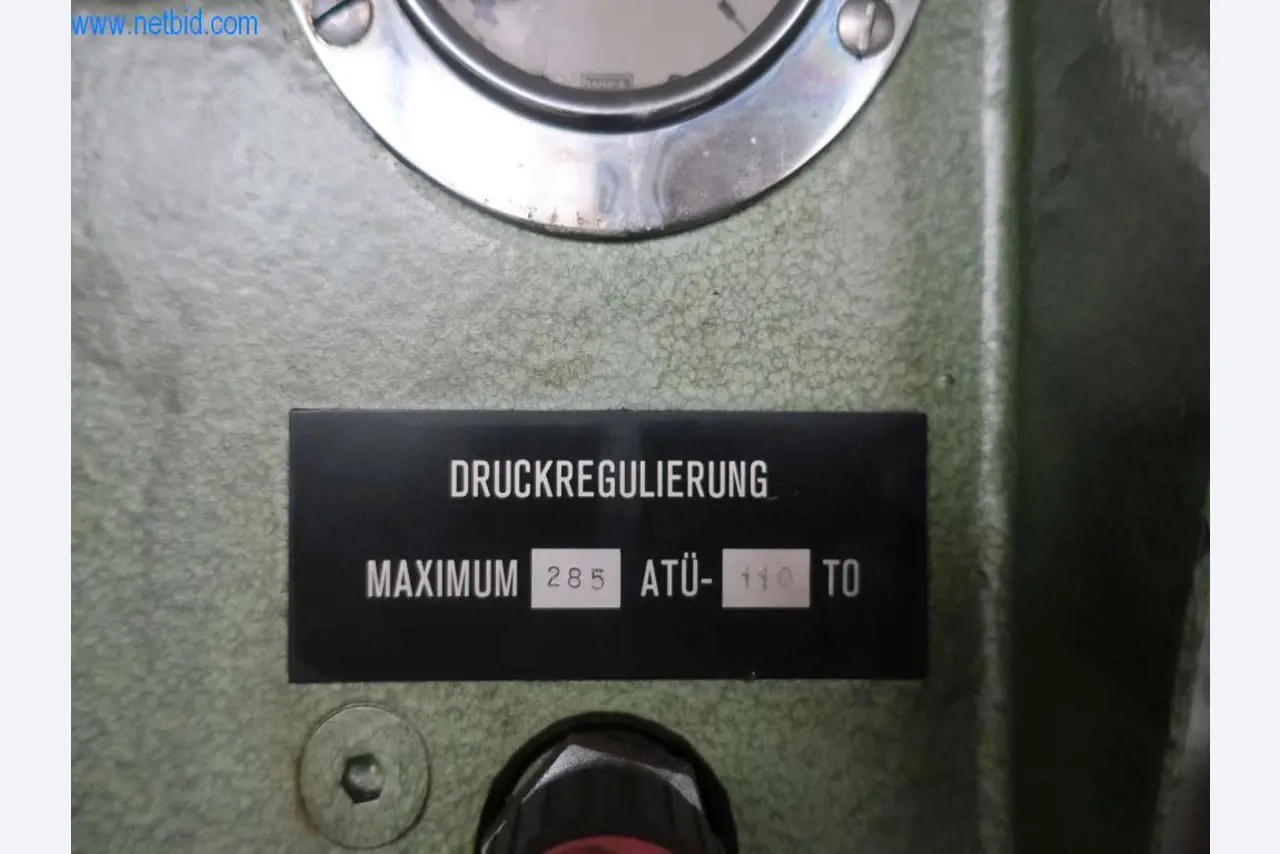 www.netbid.com
DRUCKREGULIERUNG
MAXIMUM 285 ATÜ- 110 TO